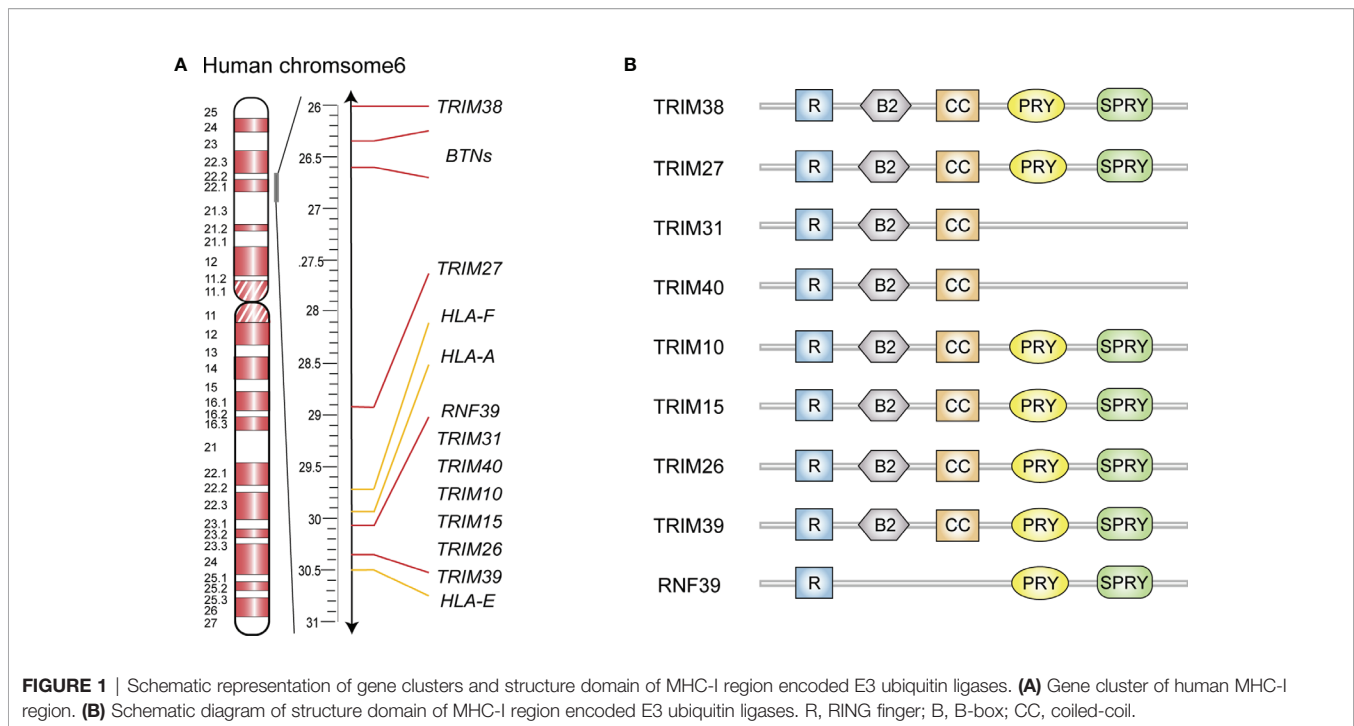 A Human chromsome6
25
24
23
22.3
22.2
22.1
21.3
21.2
21.1
12
11.2
11.1
11
12
13
14
15
16.1
16.2
16.3
21
22.1
22.2
22.3
23.1
23.2
23.3
24
25.1
25.2
25.3
26
27
26
26.5
27
.27.5
28
28.5
29
29.5
30
30.5
31
TRIM38
BTNs
TRIM27
HLA-F
HLA-A
RNF39
TRIM31
TRIM40
TRIM10
TRIM15
TRIM26
TRIM39
HLA-E
B
TRIM38 R B2 CC PRY SPRY
TRIM27 R B2 CC PRY SPRY
TRIM31 R B2 CC
TRIM40 R B2 CC
TRIM10 R B2 CC PRY SPRY
TRIM15 R B2 CC PRY SPRY
TRIM26 R B2 CC PRY SPRY
TRIM39 R B2 CC PRY SPRY
RNF39 R PRY SPRY
FIGURE 1 | Schematic representation of gene clusters and structure domain of MHC-I region encoded E3 ubiquitin ligases. (A) Gene cluster of human MHC-I
region. (B) Schematic diagram of structure domain of MHC-I region encoded E3 ubiquitin ligases. R, RING finger; B, B-box; CC, coiled-coil.